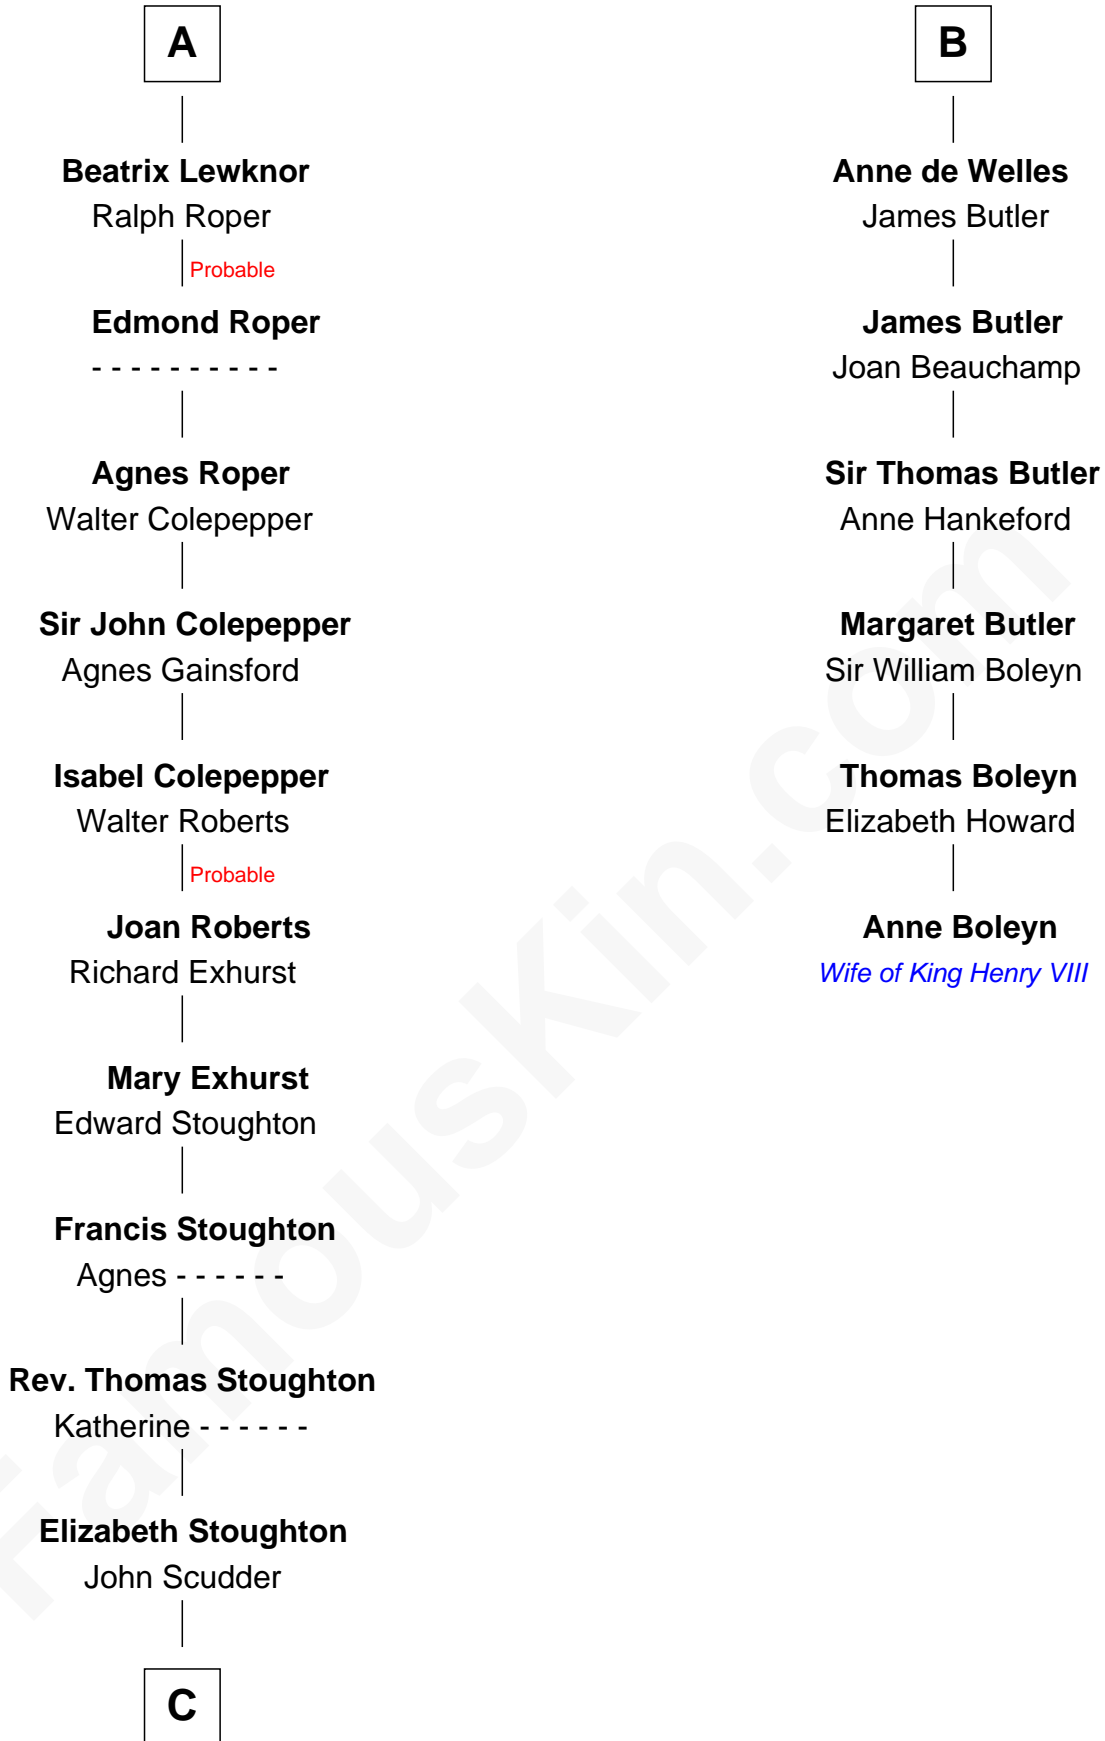 A
Beatrix Lewknor
Ralph Roper
Probable
Edmond Roper
- - - - - - - - - -
Agnes Roper
Walter Colepepper
Sir John Colepepper
Agnes Gainsford
Isabel Colepepper
Walter Roberts
Probable
Joan Roberts
Richard Exhurst
Mary Exhurst
Edward Stoughton
Francis Stoughton
Agnes - - - - - -
Rev. Thomas Stoughton
Katherine - - - - - -
Elizabeth Stoughton
John Scudder
C
B
Anne de Welles
James Butler
James Butler
Joan Beauchamp
Sir Thomas Butler
Anne Hankeford
Margaret Butler
Sir William Boleyn
Thomas Boleyn
Elizabeth Howard
Anne Boleyn
Wife of King Henry VIII
FamousKin.com